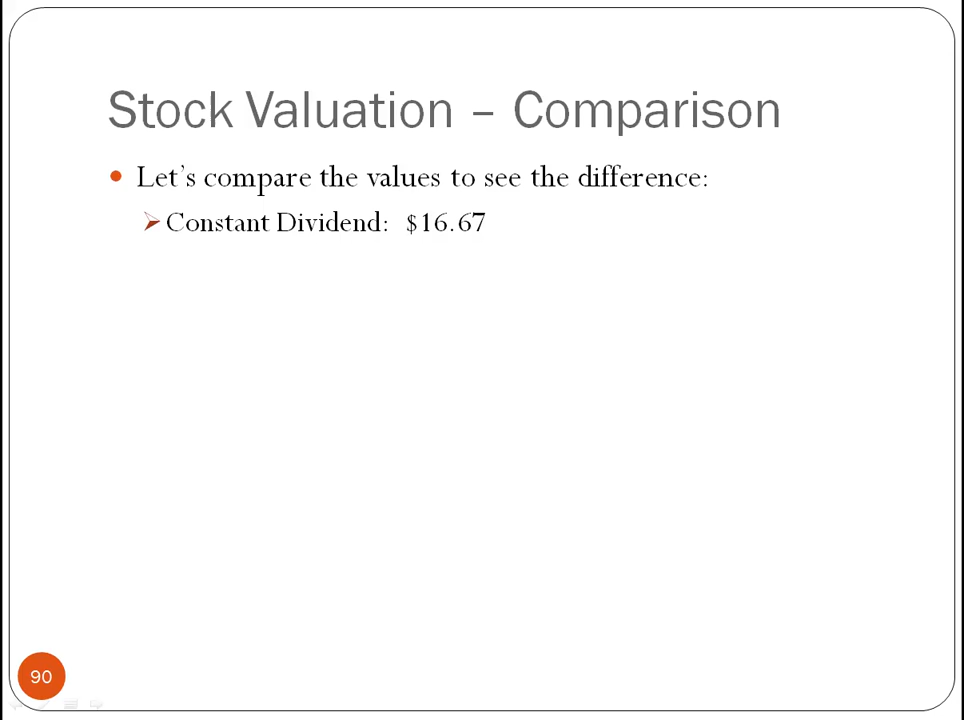 Stock Valuation – Comparison
Let's compare the values to see the difference:
Constant Dividend: $16.67
90